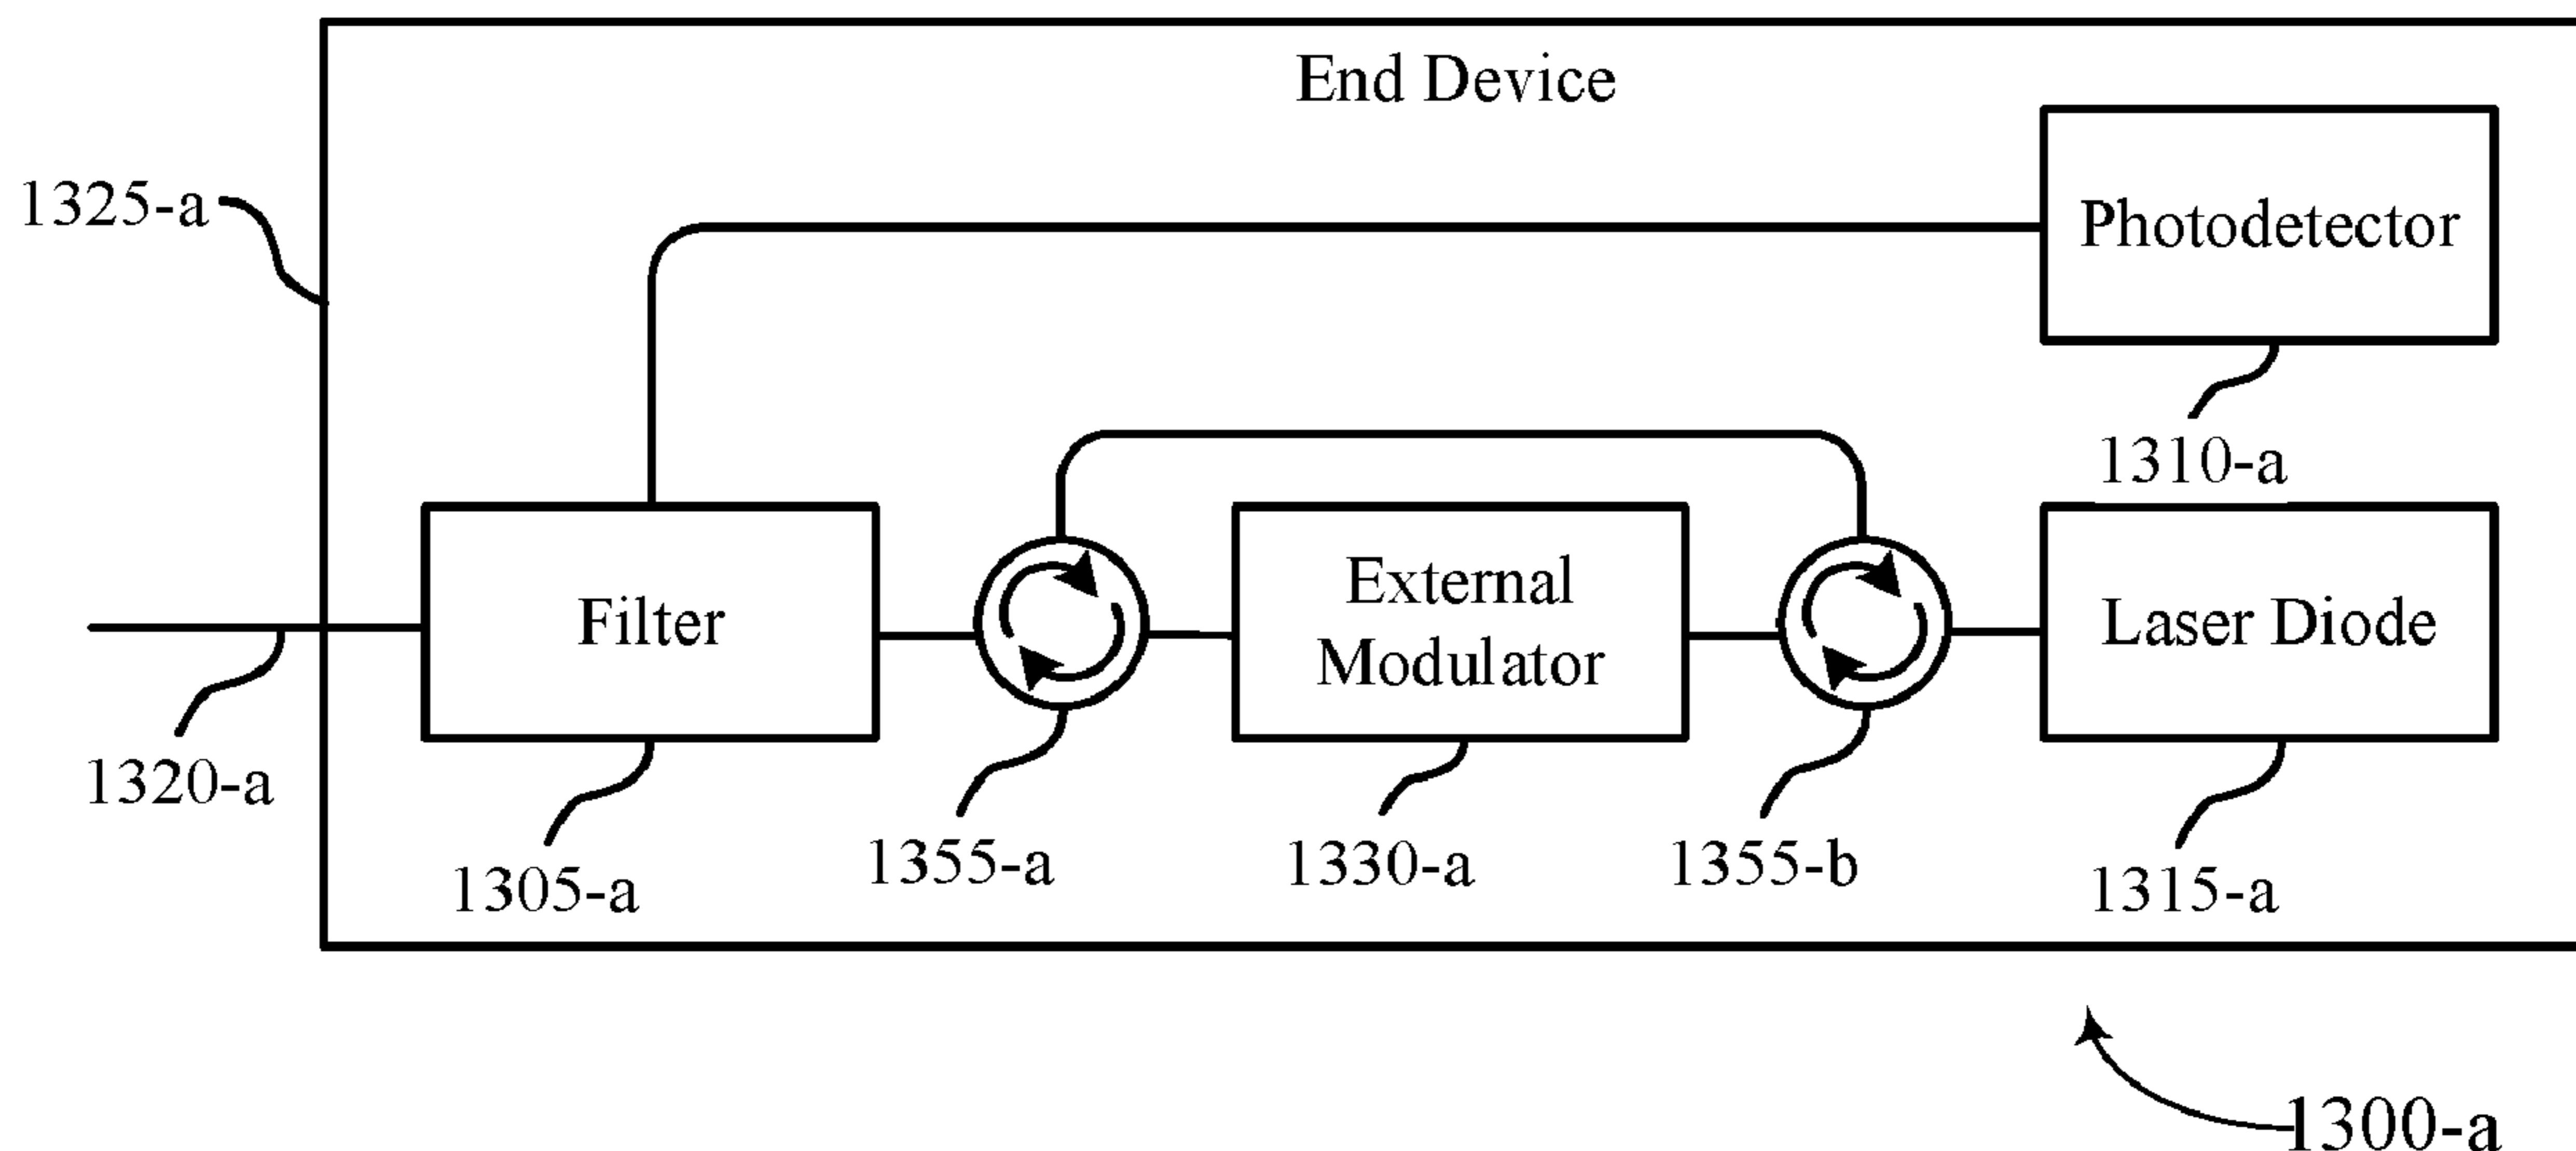 End Device
1325-a
Photodetector
1310-a
Filter
External
Modulator
Laser Diode
1320-a
1305-a
1355-a
1330-a
1355-b
1315-a
1300-a